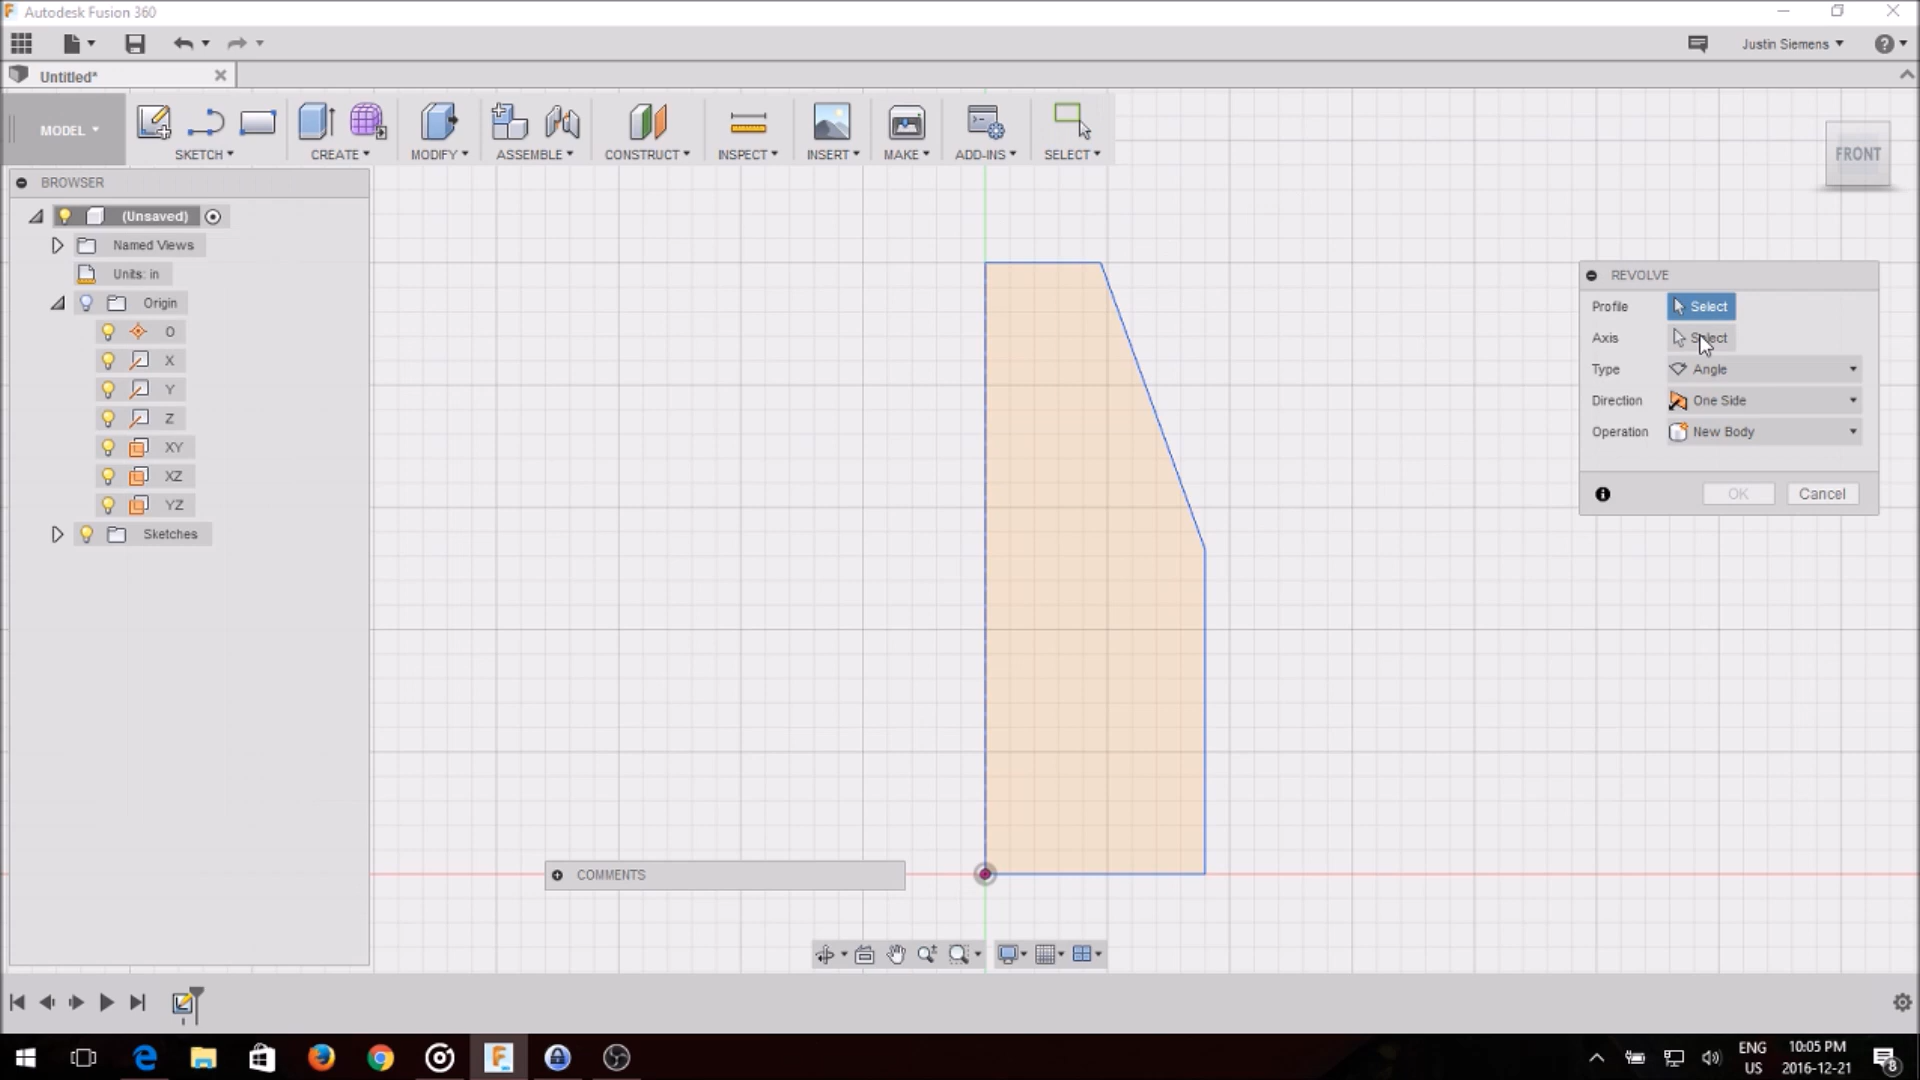 Autodesk Fusion 360
Justin Siemens
Untitled*
MODEL
SKETCH
CREATE
MODIFY
ASSEMBLE
CONSTRUCT
INSPECT
INSERT
MAKE
ADD-INS
SELECT
FRONT
BROWSER
(Unsaved)
Named Views
Units: in
Origin
O
X
Y
Z
XY
XZ
YZ
Sketches
REVOLVE
Profile Select
Axis Select
Type Angle
Direction One Side
Operation New Body
OK Cancel
COMMENTS
ENG
US
10:05 PM
2016-12-21
8